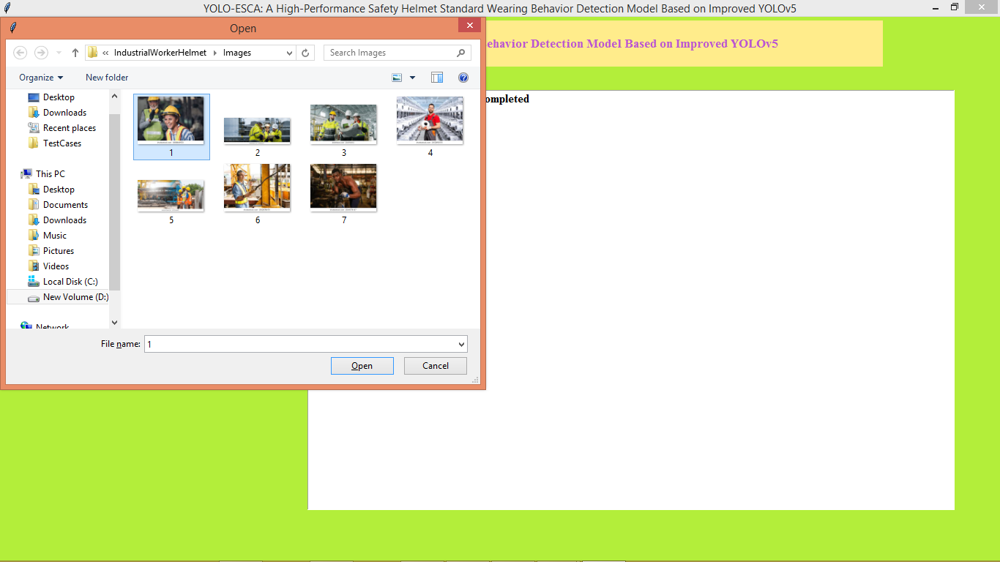 YOLO-ESCA: A High-Performance Safety Helmet Standard Wearing Behavior Detection Model Based on Improved YOLOv5
Open
ehavior Detection Model Based on Improved YOLOv5
IndustrialWorkerHelmet Images
Search Images
Organize
New folder
ompleted
Desktop
Downloads
Recent places
TestCases
This PC
Desktop
Documents
Downloads
Music
Pictures
Videos
Local Disk (C:)
New Volume (D:)
Network
1
2
3
4
5
6
7
File name:
1
Open
Cancel